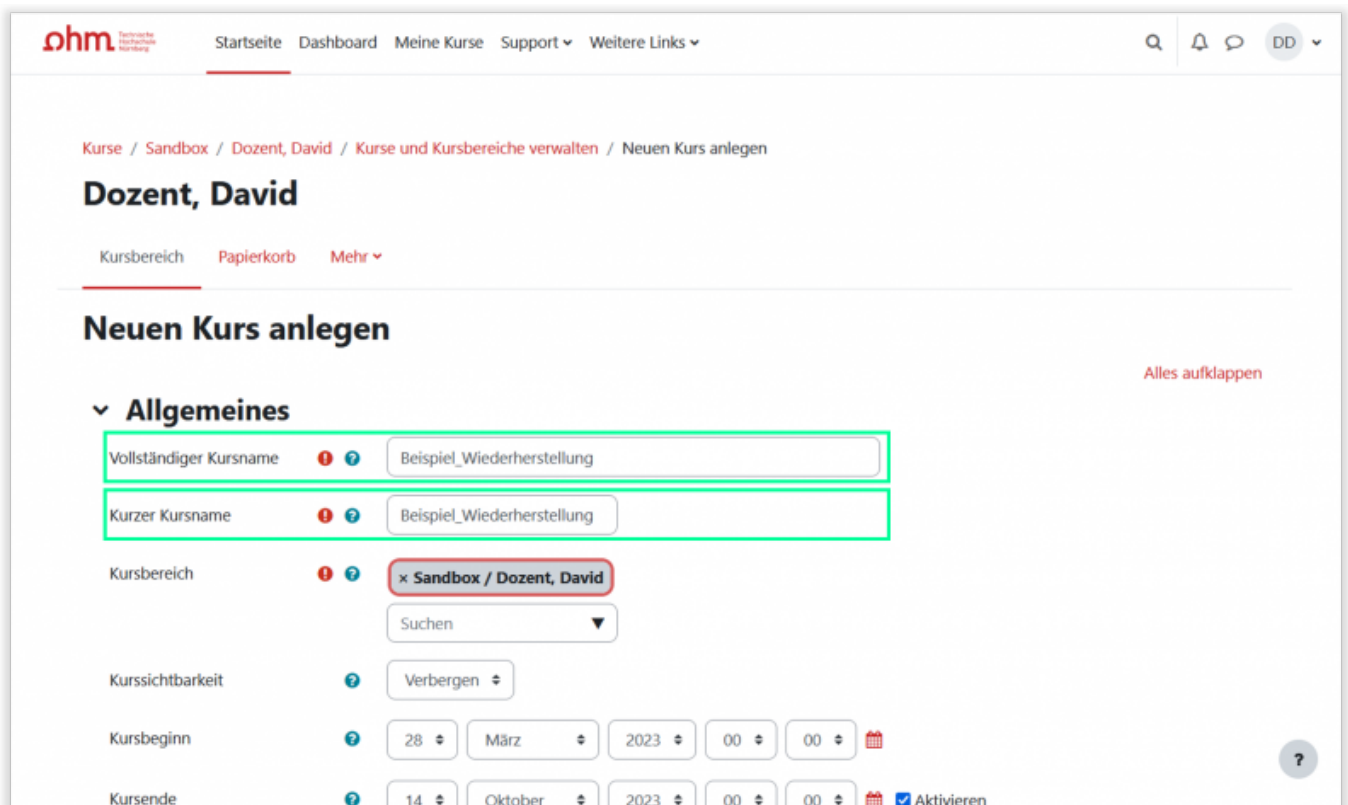 ohm Technische Hochschule Nürnberg
Startseite Dashboard Meine Kurse Support Weitere Links DD
Kurse / Sandbox / Dozent, David / Kurse und Kursbereiche verwalten / Neuen Kurs anlegen
Dozent, David
Kursbereich Papierkorb Mehr
Neuen Kurs anlegen
Alles aufklappen
Allgemeines
Vollständiger Kursname ! ? Beispiel_Wiederherstellung
Kurzer Kursname ! ? Beispiel_Wiederherstellung
Kursbereich ! ? × Sandbox / Dozent, David
Suchen ▼
Kurssichtbarkeit ? Verbergen
Kursbeginn ? 28 März 2023 00 00
?
Kursende ? 14 Oktober 2023 00 00 Aktivieren